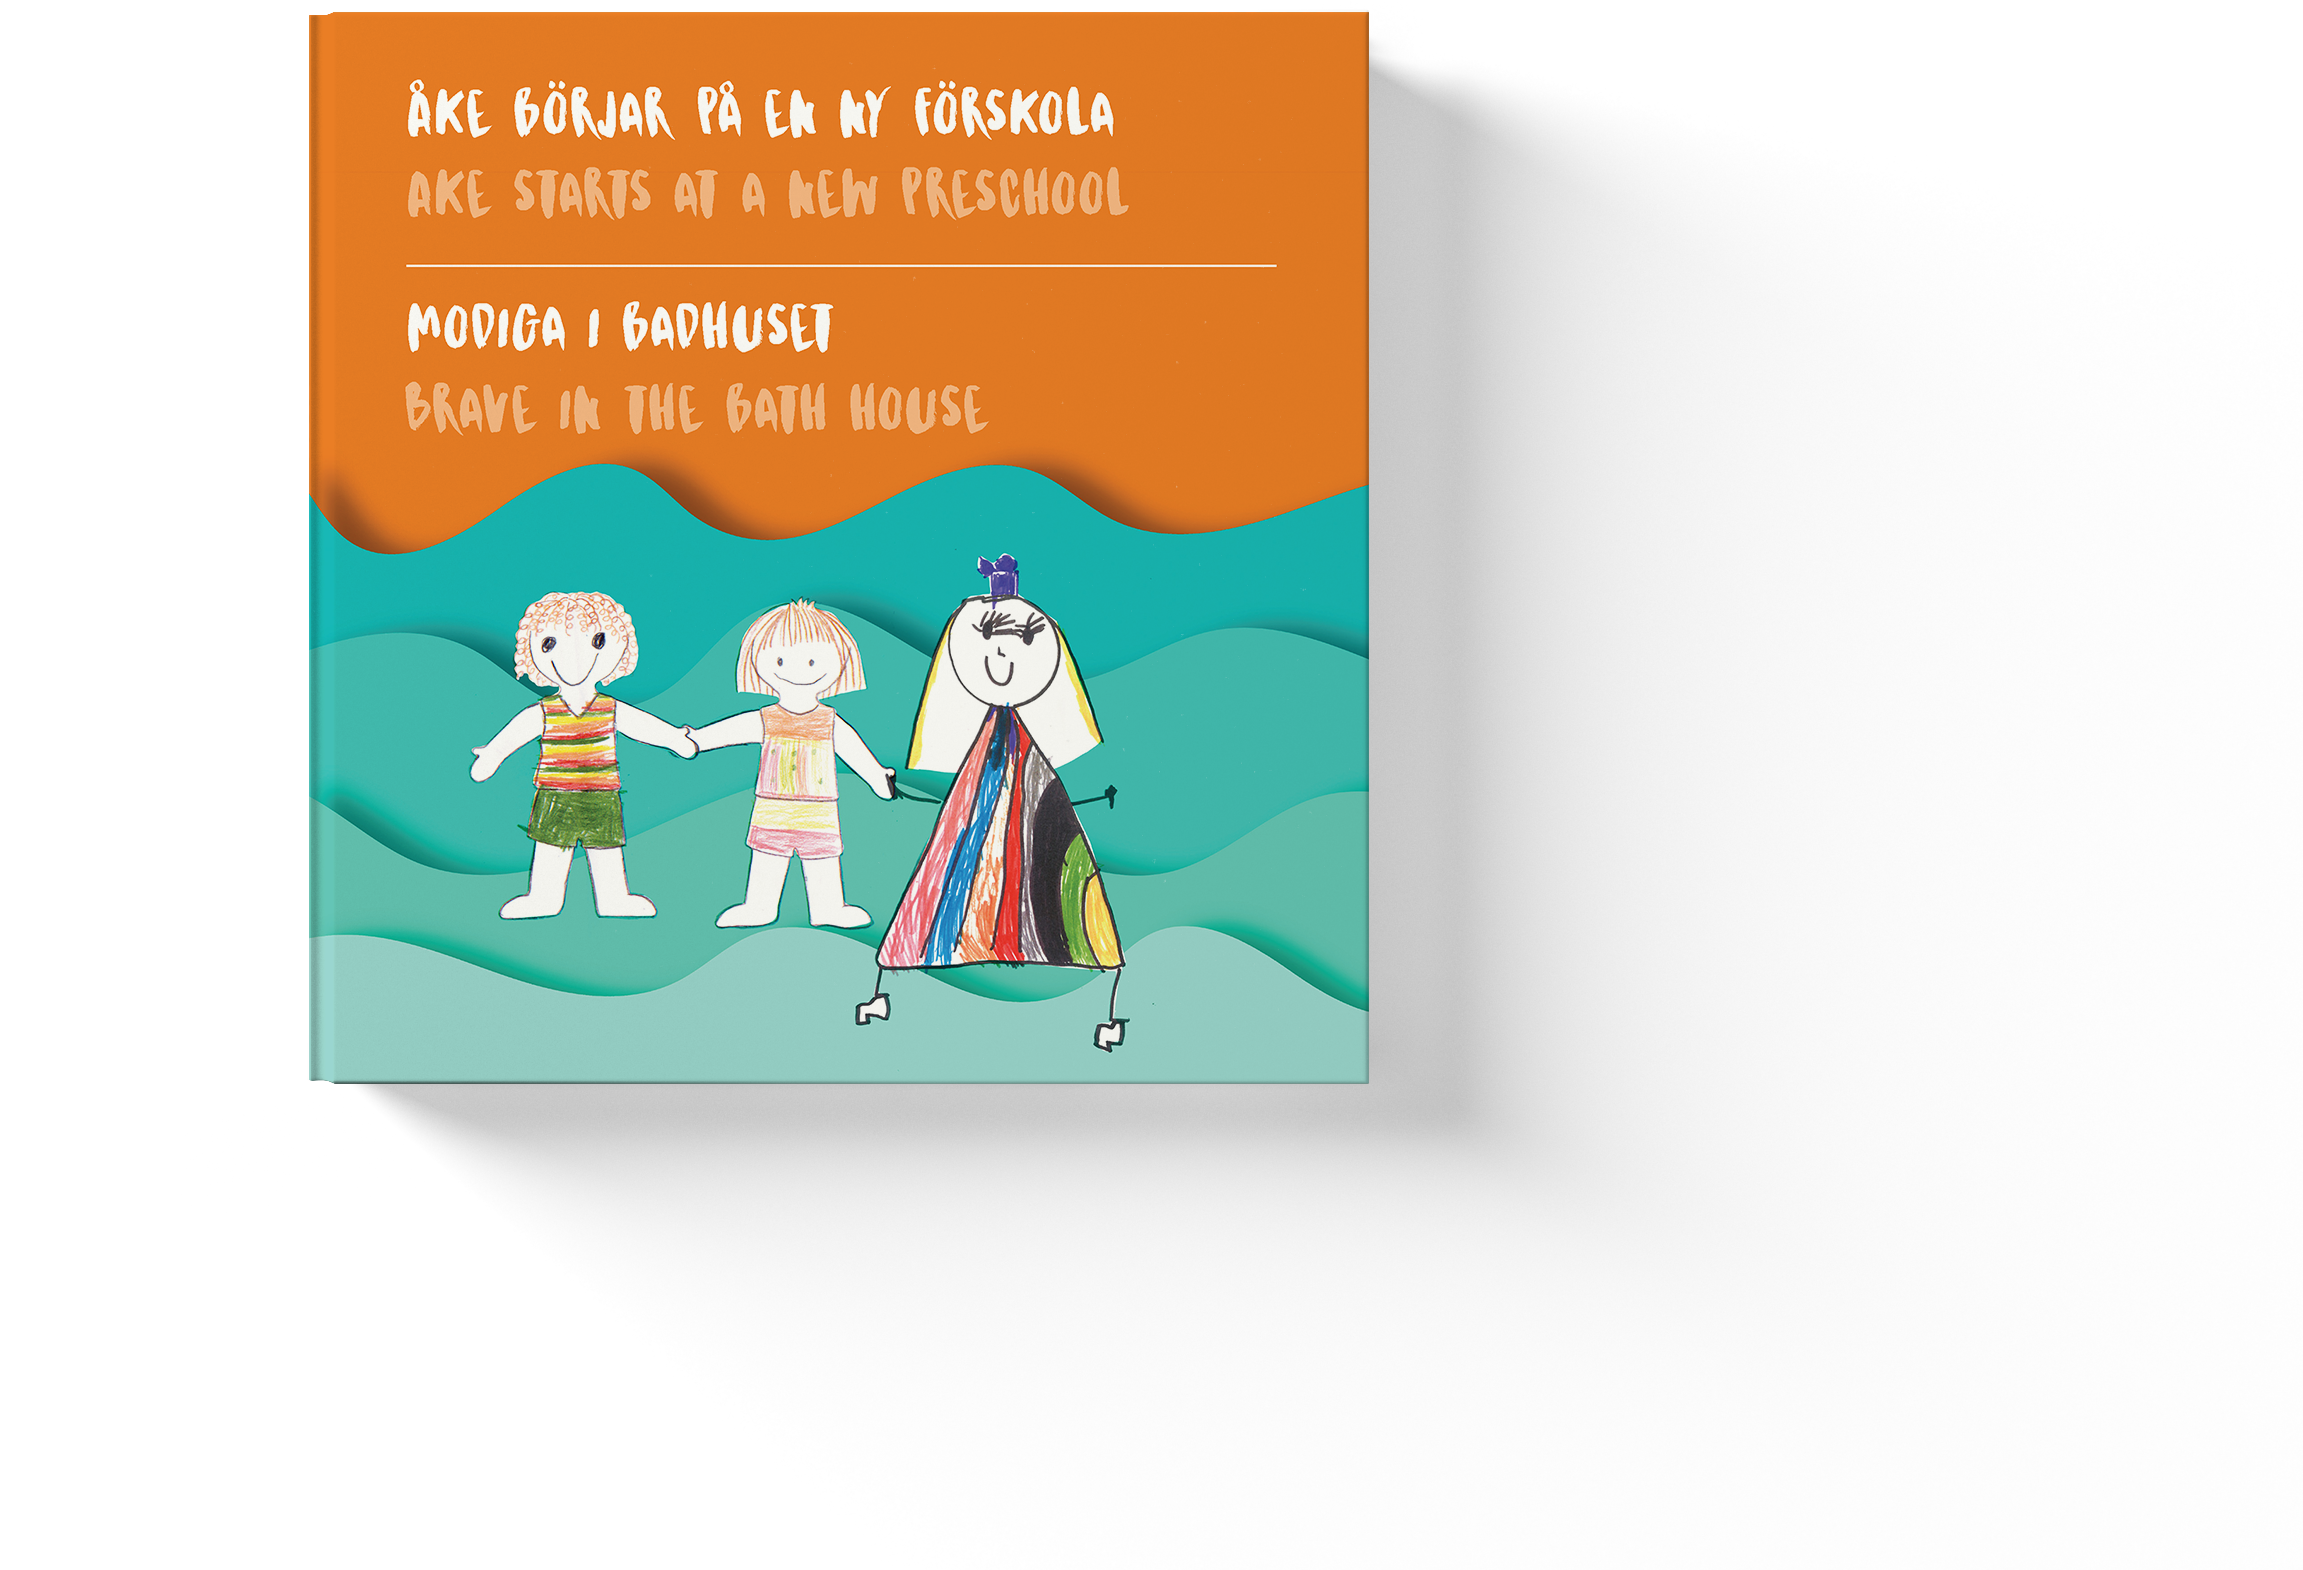 ÅKE BÖRJAR PÅ EN NY FÖRSKOLA
AKE STARTS AT A NEW PRESCHOOL
MODIGA I BADHUSET
BRAVE IN THE BATH HOUSE